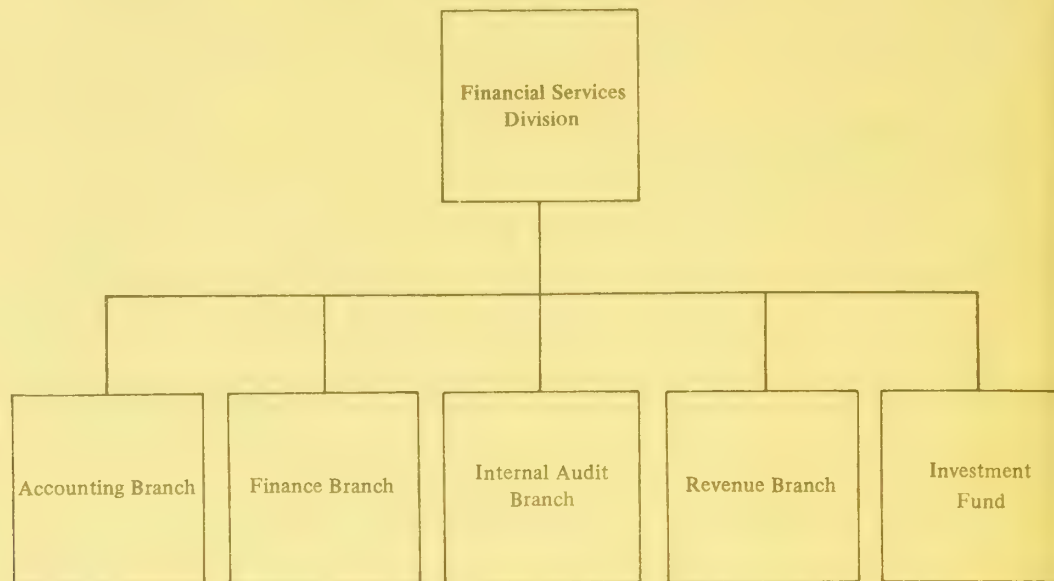 Financial Services
Division
Accounting Branch
Finance Branch
Internal Audit
Branch
Revenue Branch
Investment
Fund